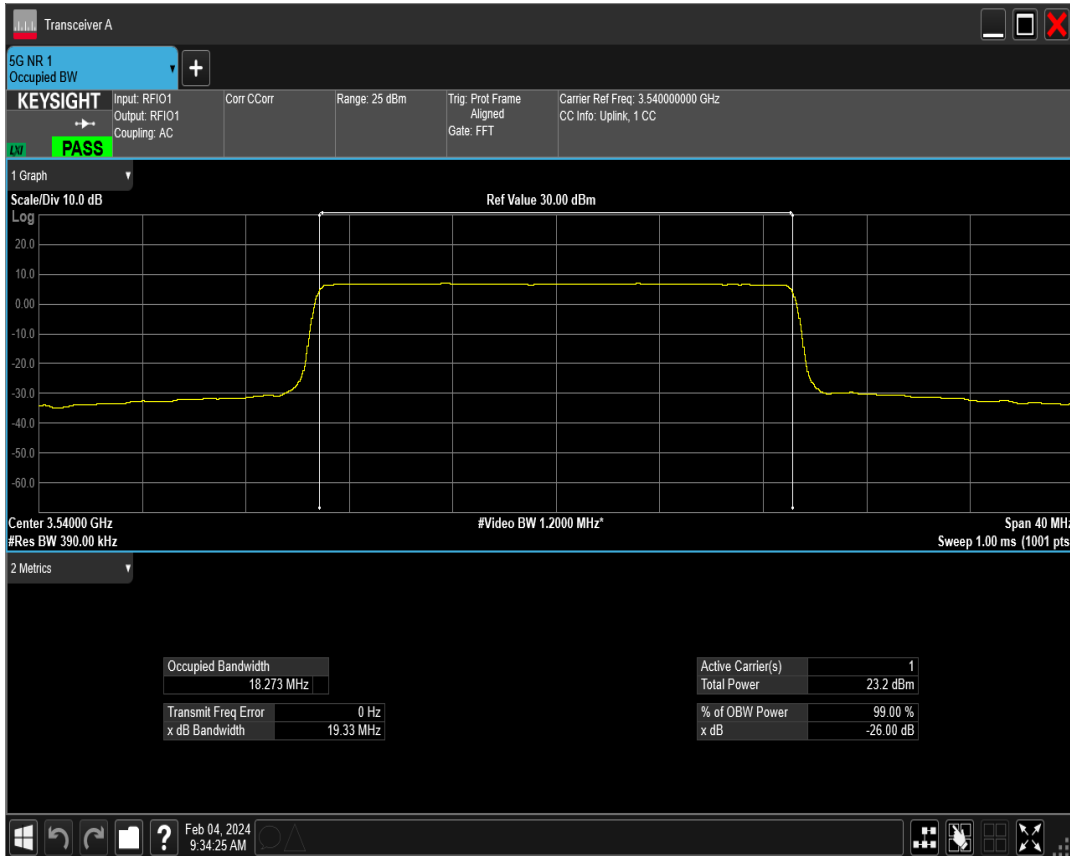 Transceiver A
5G NR 1
Occupied BW
+
KEYSIGHT
LXI
PASS
Input: RFIO1
Output: RFIO1
Coupling: AC
Corr CCorr
Range: 25 dBm
Trig: Prot Frame
Aligned
Gate: FFT
Carrier Ref Freq: 3.540000000 GHz
CC Info: Uplink, 1 CC
1 Graph
Scale/Div 10.0 dB
Ref Value 30.00 dBm
Log
20.0
10.0
0.00
-10.0
-20.0
-30.0
-40.0
-50.0
-60.0
Center 3.54000 GHz
#Video BW 1.2000 MHz*
Span 40 MHz
#Res BW 390.00 kHz
Sweep 1.00 ms (1001 pts
2 Metrics
Occupied Bandwidth
18.273 MHz
Transmit Freq Error 0 Hz
x dB Bandwidth 19.33 MHz
Active Carrier(s) 1
Total Power 23.2 dBm
% of OBW Power 99.00 %
x dB -26.00 dB
?
Feb 04, 2024
9:34:25 AM